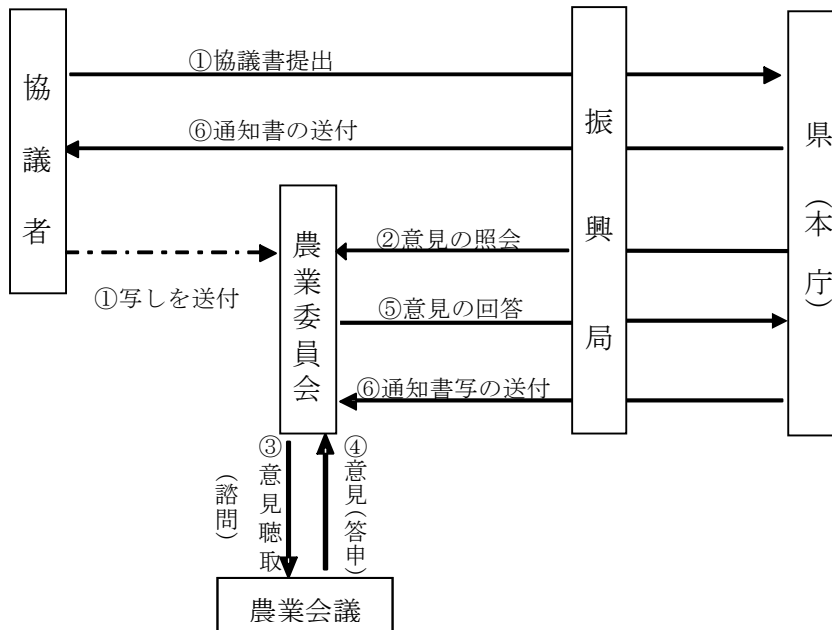 ①協議書提出
協議者
振興局
県（本庁）
⑥通知書の送付
農業委員会
②意見の照会
①写しを送付
⑤意見の回答
⑥通知書写の送付
③意見聴取
（諮問）
④意見（答申）
農業会議